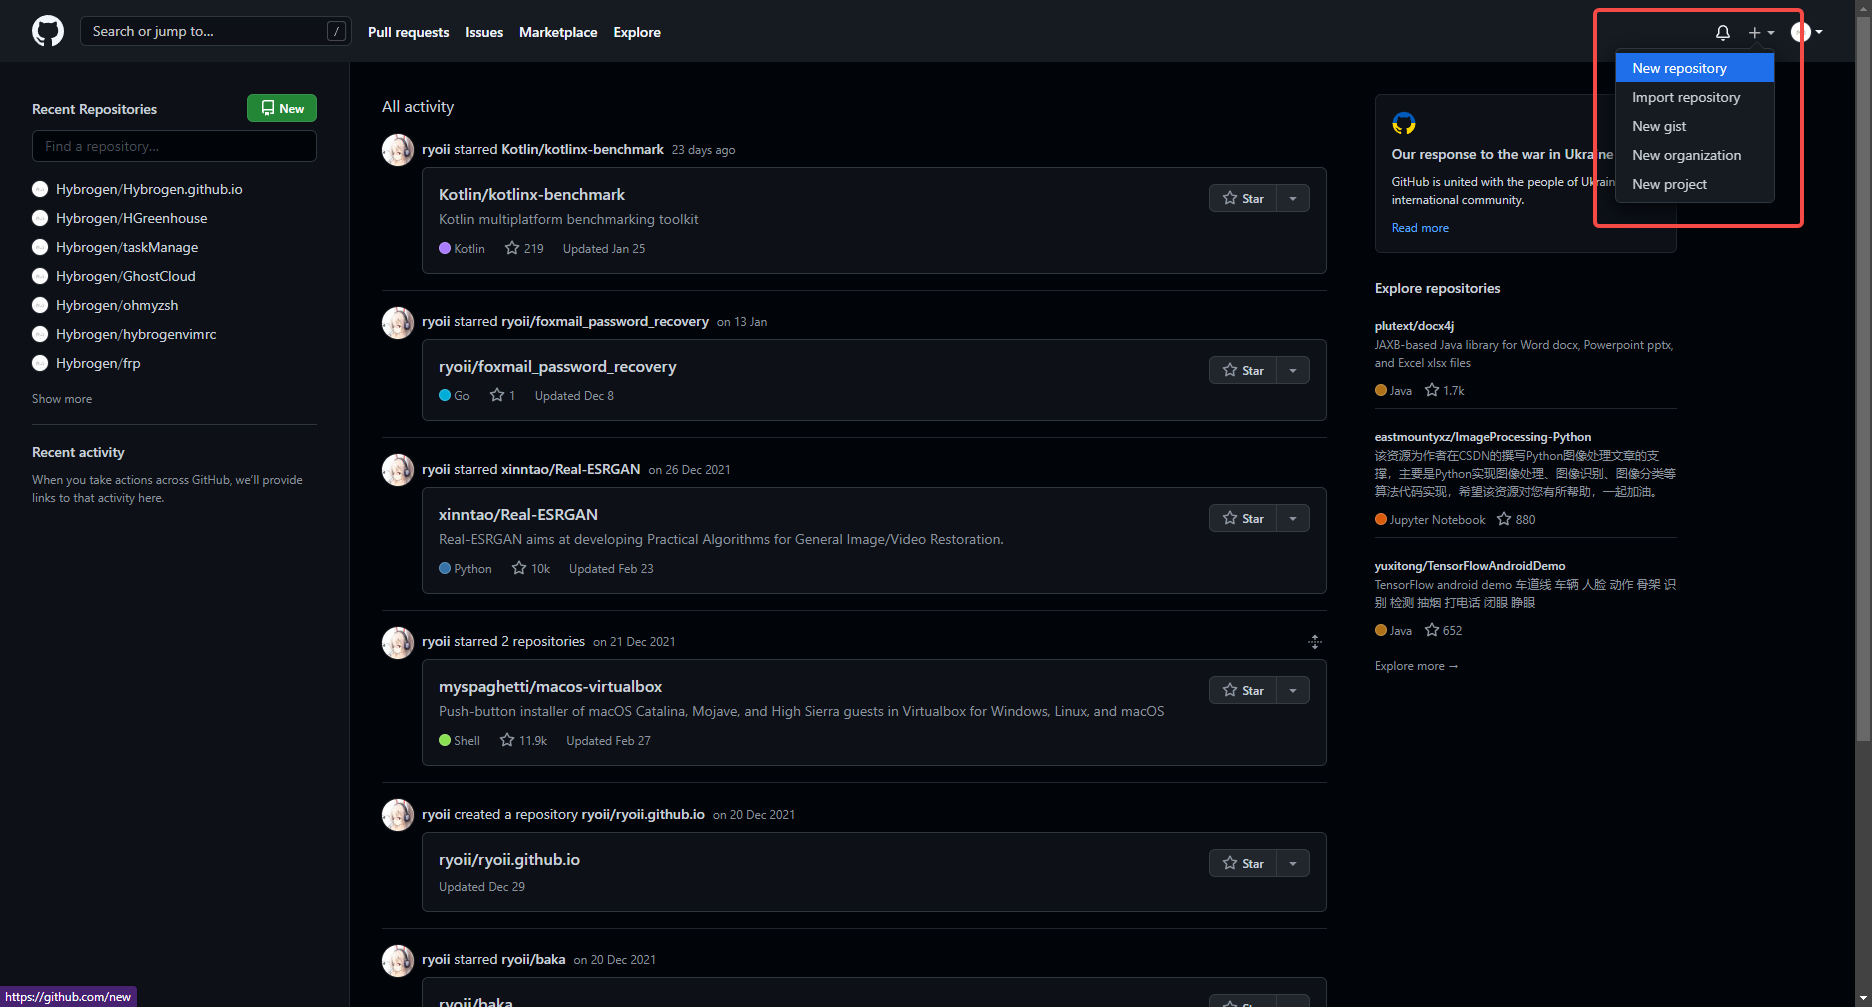 Search or jump to...
/
Pull requests
Issues
Marketplace
Explore
New repository
Import repository
New gist
New organization
New project
Recent Repositories
New
Find a repository...
Hybrogen/Hybrogen.github.io
Hybrogen/HGreenhouse
Hybrogen/taskManage
Hybrogen/GhostCloud
Hybrogen/ohmyzsh
Hybrogen/hybrogenvimrc
Hybrogen/frp
Show more
Recent activity
When you take actions across GitHub, we'll provide
links to that activity here.
All activity
ryoii starred Kotlin/kotlinx-benchmark 23 days ago
Kotlin/kotlinx-benchmark
Star
Kotlin multiplatform benchmarking toolkit
Kotlin 219 Updated Jan 25
ryoii starred ryoii/foxmail_password_recovery on 13 Jan
ryoii/foxmail_password_recovery
Star
Go 1 Updated Dec 8
ryoii starred xinntao/Real-ESRGAN on 26 Dec 2021
xinntao/Real-ESRGAN
Star
Real-ESRGAN aims at developing Practical Algorithms for General Image/Video Restoration.
Python 10k Updated Feb 23
ryoii starred 2 repositories on 21 Dec 2021
myspaghetti/macos-virtualbox
Star
Push-button installer of macOS Catalina, Mojave, and High Sierra guests in Virtualbox for Windows, Linux, and macOS
Shell 11.9k Updated Feb 27
ryoii created a repository ryoii/ryoii.github.io on 20 Dec 2021
ryoii/ryoii.github.io
Star
Updated Dec 29
ryoii starred ryoii/baka on 20 Dec 2021
ryoii/baka
Our response to the war in Ukraine
GitHub is united with the people of Ukrain
international community.
Read more
Explore repositories
plutext/docx4j
JAXB-based Java library for Word docx, Powerpoint pptx,
and Excel xlsx files
Java 1.7k
eastmountyxz/ImageProcessing-Python
该资源为作者在CSDN的撰写Python图像处理文章的支
撑，主要是Python实现图像处理、图像识别、图像分类等
算法代码实现，希望该资源对您有所帮助，一起加油。
Jupyter Notebook 880
yuxitong/TensorFlowAndroidDemo
TensorFlow android demo 车道线 车辆 人脸 动作 骨架 识
别 检测 抽烟 打电话 闭眼 睁眼
Java 652
Explore more →
https://github.com/new